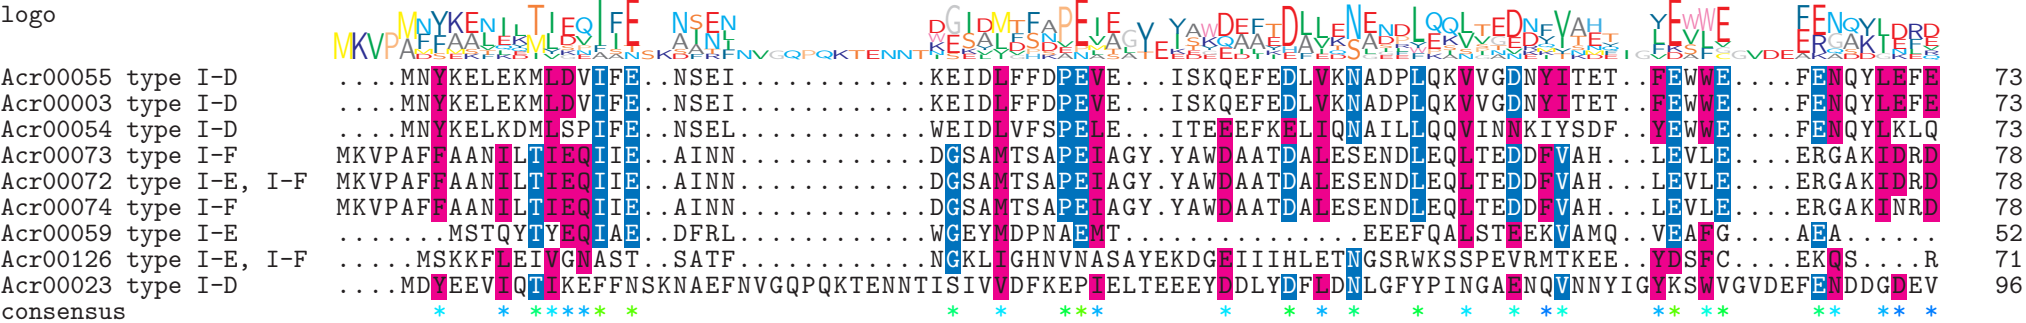 logo
Acr00055 type I-D ....MNYKELEKMLDVIFE..NSEI............KEIDLFFDPEVE...ISKQEFEDLVKNADPLQKVVGDNYITET..FEWWE....FENQYLEFE 73
Acr00003 type I-D ....MNYKELEKMLDVIFE..NSEI............KEIDLFFDPEVE...ISKQEFEDLVKNADPLQKVVGDNYITET..FEWWE....FENQYLEFE 73
Acr00054 type I-D ....MNYKELKDMLSPIFE..NSEL............WEIDLVFSPELE...ITEEEFKELIQNAILLQQVINNKIYSDF..YEWWE....FENQYLKLQ 73
Acr00073 type I-F MKVPAFFAANILTIEQIIE..AINN............DGSAMTSAPEIAGY.YAWDAATDALESENDLEQLTEDDFVAH...LEVLE....ERGAKIDRD 78
Acr00072 type I-E, I-F MKVPAFFAANILTIEQIIE..AINN............DGSAMTSAPEIAGY.YAWDAATDALESENDLEQLTEDDFVAH...LEVLE....ERGAKIDRD 78
Acr00074 type I-F MKVPAFFAANILTIEQIIE..AINN............DGSAMTSAPEIAGY.YAWDAATDALESENDLEQLTEDDFVAH...LEVLE....ERGAKINRD 78
Acr00059 type I-E .......MSTQYTYEQIAE..DFRL............WGEYMDPNAEMT...............EEEFQALSTEEKVAMQ..VEAFG....AEA...... 52
Acr00126 type I-E, I-F .....MSKKFLEIVGNAST..SATF............NGKLIGHNVNASAYEKDGEIIIHLETNGSRWKSSPEVRMTKEE..YDSFC....EKQS....R 71
Acr00023 type I-D ....MDYEEVIQTIKEFFNSKNAEFNVGQPQKTENNTISIVVDFKEPIELTEEEYDDLYDFLDNLGFYPINGAENQVNNYIGYKSWVGVDEFENDDGDEV 96
consensus * * ***** * * * *** * * * * * * * ** ** ** ** ** *